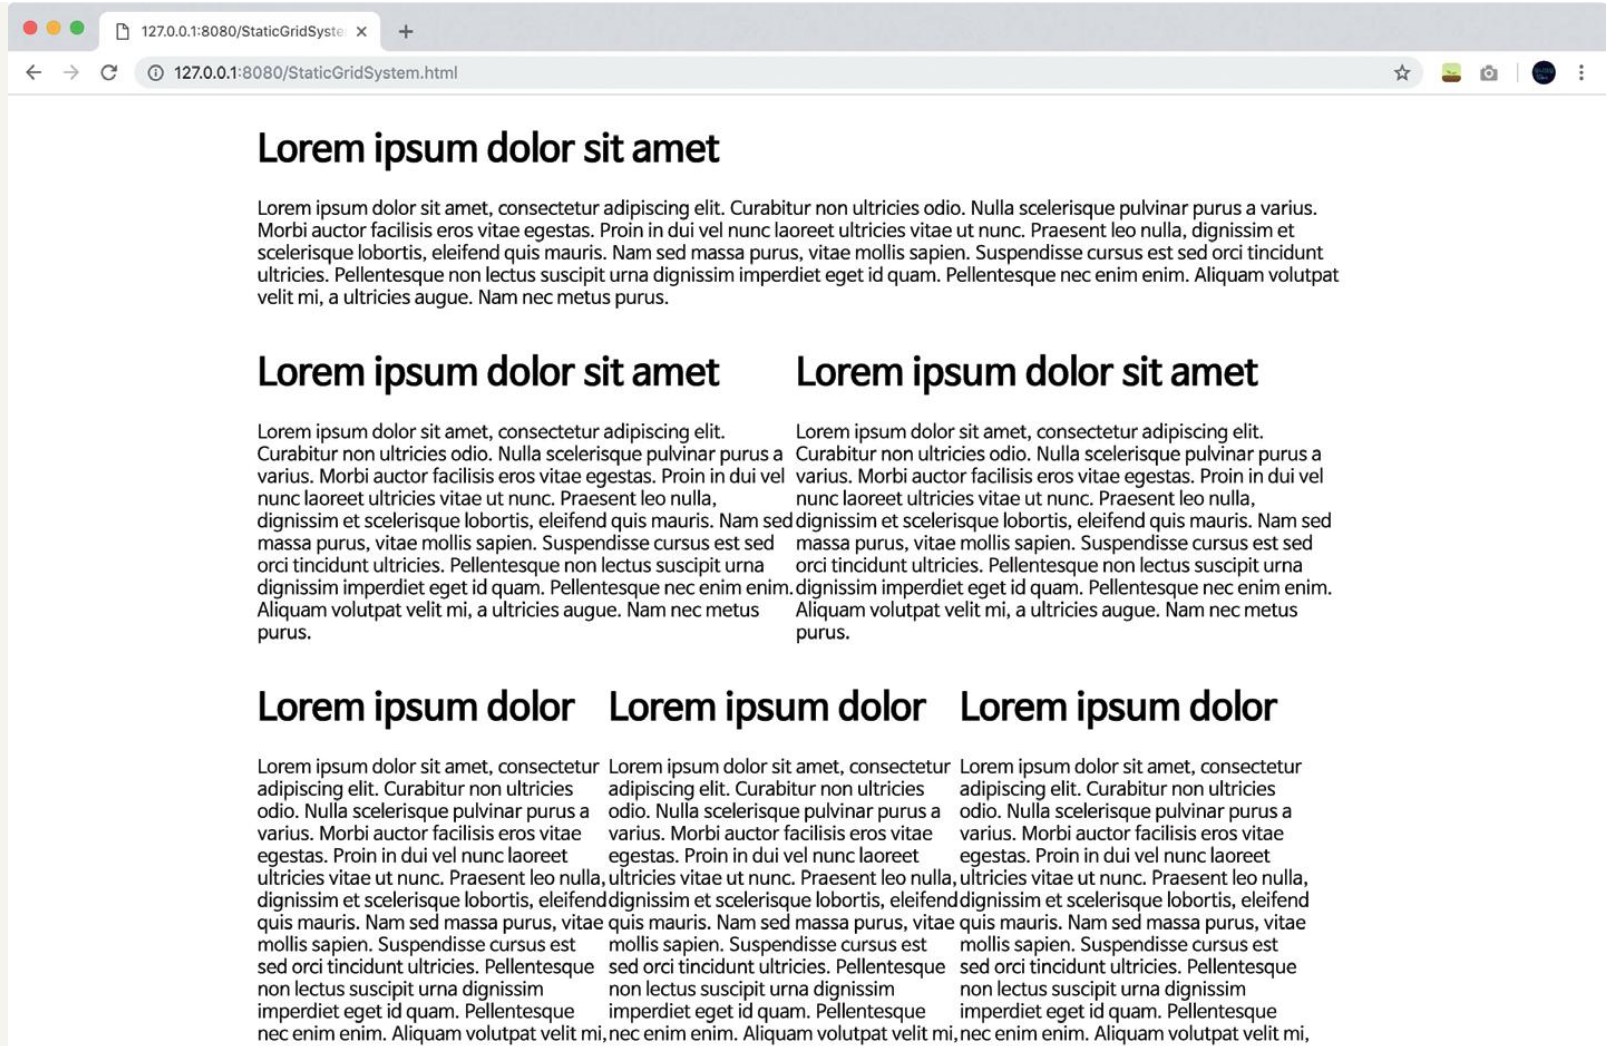 127.0.0.1:8080/StaticGridSyste
127.0.0.1:8080/StaticGridSystem.html
Lorem ipsum dolor sit amet
Lorem ipsum dolor sit amet, consectetur adipiscing elit. Curabitur non ultricies odio. Nulla scelerisque pulvinar purus a varius.
Morbi auctor facilisis eros vitae egestas. Proin in dui vel nunc laoreet ultricies vitae ut nunc. Praesent leo nulla, dignissim et
scelerisque lobortis, eleifend quis mauris. Nam sed massa purus, vitae mollis sapien. Suspendisse cursus est sed orci tincidunt
ultricies. Pellentesque non lectus suscipit urna dignissim imperdiet eget id quam. Pellentesque nec enim enim. Aliquam volutpat
velit mi, a ultricies augue. Nam nec metus purus.
Lorem ipsum dolor sit amet
Lorem ipsum dolor sit amet, consectetur adipiscing elit.
Curabitur non ultricies odio. Nulla scelerisque pulvinar purus a
varius. Morbi auctor facilisis eros vitae egestas. Proin in dui vel
nunc laoreet ultricies vitae ut nunc. Praesent leo nulla,
dignissim et scelerisque lobortis, eleifend quis mauris. Nam sed
massa purus, vitae mollis sapien. Suspendisse cursus est sed
orci tincidunt ultricies. Pellentesque non lectus suscipit urna
dignissim imperdiet eget id quam. Pellentesque nec enim enim.
Aliquam volutpat velit mi, a ultricies augue. Nam nec metus
purus.
Lorem ipsum dolor sit amet
Lorem ipsum dolor sit amet, consectetur adipiscing elit.
Curabitur non ultricies odio. Nulla scelerisque pulvinar purus a
varius. Morbi auctor facilisis eros vitae egestas. Proin in dui vel
nunc laoreet ultricies vitae ut nunc. Praesent leo nulla,
dignissim et scelerisque lobortis, eleifend quis mauris. Nam sed
massa purus, vitae mollis sapien. Suspendisse cursus est sed
orci tincidunt ultricies. Pellentesque non lectus suscipit urna
dignissim imperdiet eget id quam. Pellentesque nec enim enim.
Aliquam volutpat velit mi, a ultricies augue. Nam nec metus
purus.
Lorem ipsum dolor
Lorem ipsum dolor sit amet, consectetur
adipiscing elit. Curabitur non ultricies
odio. Nulla scelerisque pulvinar purus a
varius. Morbi auctor facilisis eros vitae
egestas. Proin in dui vel nunc laoreet
ultricies vitae ut nunc. Praesent leo nulla,
dignissim et scelerisque lobortis, eleifend
quis mauris. Nam sed massa purus, vitae
mollis sapien. Suspendisse cursus est
sed orci tincidunt ultricies. Pellentesque
non lectus suscipit urna dignissim
imperdiet eget id quam. Pellentesque
nec enim enim. Aliquam volutpat velit mi,
Lorem ipsum dolor
Lorem ipsum dolor sit amet, consectetur
adipiscing elit. Curabitur non ultricies
odio. Nulla scelerisque pulvinar purus a
varius. Morbi auctor facilisis eros vitae
egestas. Proin in dui vel nunc laoreet
ultricies vitae ut nunc. Praesent leo nulla,
dignissim et scelerisque lobortis, eleifend
quis mauris. Nam sed massa purus, vitae
mollis sapien. Suspendisse cursus est
sed orci tincidunt ultricies. Pellentesque
non lectus suscipit urna dignissim
imperdiet eget id quam. Pellentesque
nec enim enim. Aliquam volutpat velit mi,
Lorem ipsum dolor
Lorem ipsum dolor sit amet, consectetur
adipiscing elit. Curabitur non ultricies
odio. Nulla scelerisque pulvinar purus a
varius. Morbi auctor facilisis eros vitae
egestas. Proin in dui vel nunc laoreet
ultricies vitae ut nunc. Praesent leo nulla,
dignissim et scelerisque lobortis, eleifend
quis mauris. Nam sed massa purus, vitae
mollis sapien. Suspendisse cursus est
sed orci tincidunt ultricies. Pellentesque
non lectus suscipit urna dignissim
imperdiet eget id quam. Pellentesque
nec enim enim. Aliquam volutpat velit mi,